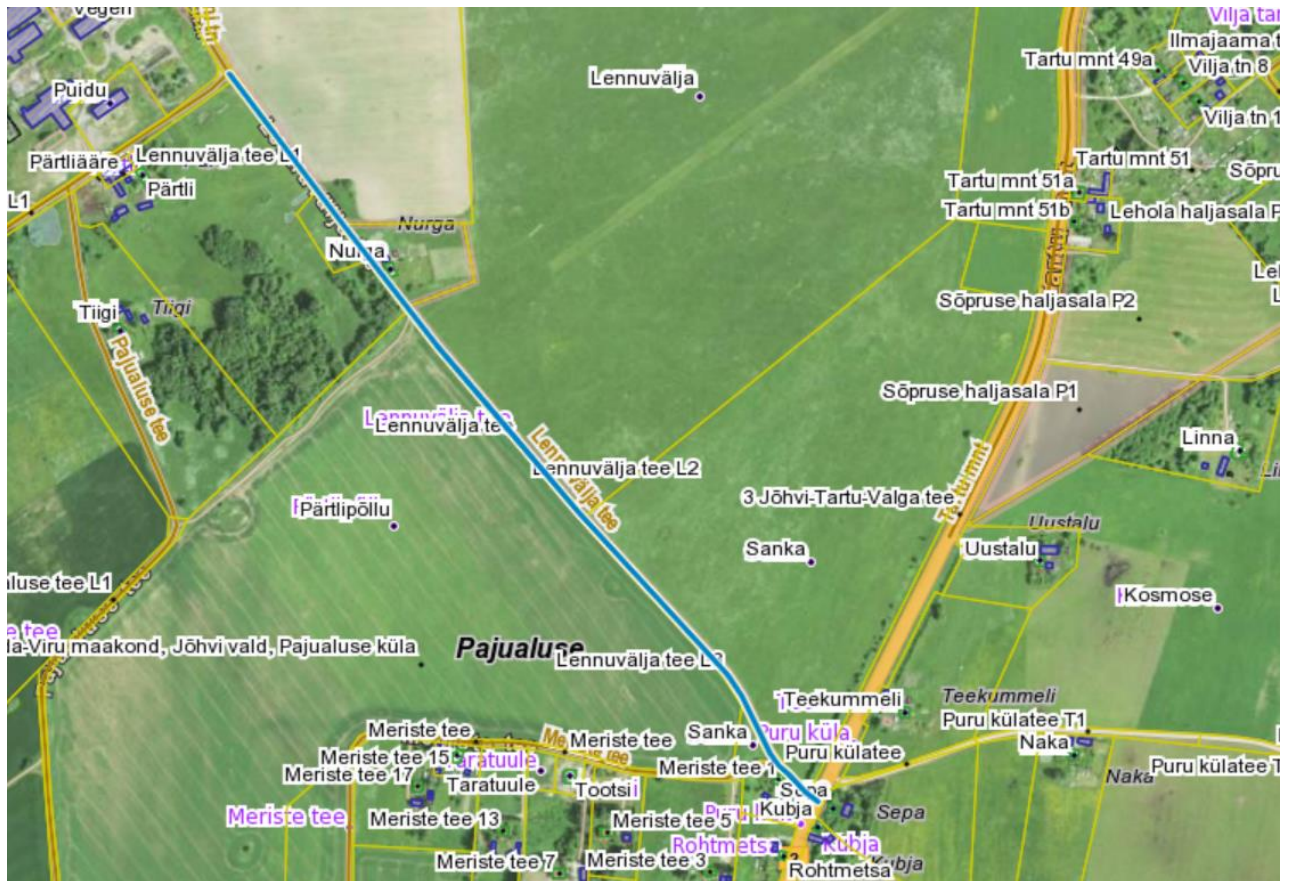 Vilja tar
Ilmajaama t
Tartu mnt 49a
Vilja tn 8
Lennuvälja
Puidu
Vilja tn 1
Pärtliääre
Lennuvälja tee L1
Tartu mnt 51
Pärtli
Tartu mnt 51a
Sõpru
L1
Tartu mnt 51b
Lehola haljasala P
Nurga
Nurga
Tiigi
Tiigi
Sõpruse haljasala P2
Pajualuse tee
Sõpruse haljasala P1
Lennuvälja tee
Lennuvälja te
Linna
Lennuvälja tee
Lennuvälja tee L2
3 Jõhvi-Tartu-Valga tee
Tartu mnt
Pärtlipõllu
Uustalu
Sanka
Uustalu
aluse tee L1
Kosmose
e tee
da-Viru maakond, Jõhvi vald, Pajualuse küla
Pajualuse
Lennuvälja tee
Teekummeli
Teekummeli
Puru külatee T1
Meriste tee
Meriste tee
Sanka
Puru küla
Puru külatee
Naka
Meriste tee 15
Taratuule
Meriste tee 1
Puru külatee T
Meriste tee 17
Taratuule
Tootsi
Naka
Sepa
Meriste tee
Meriste tee 13
Meriste tee 5
Kubja
Sepa
Rohtmetsa
Kubja
Meriste tee 7
Meriste tee 3
Rohtmetsa
Kubja